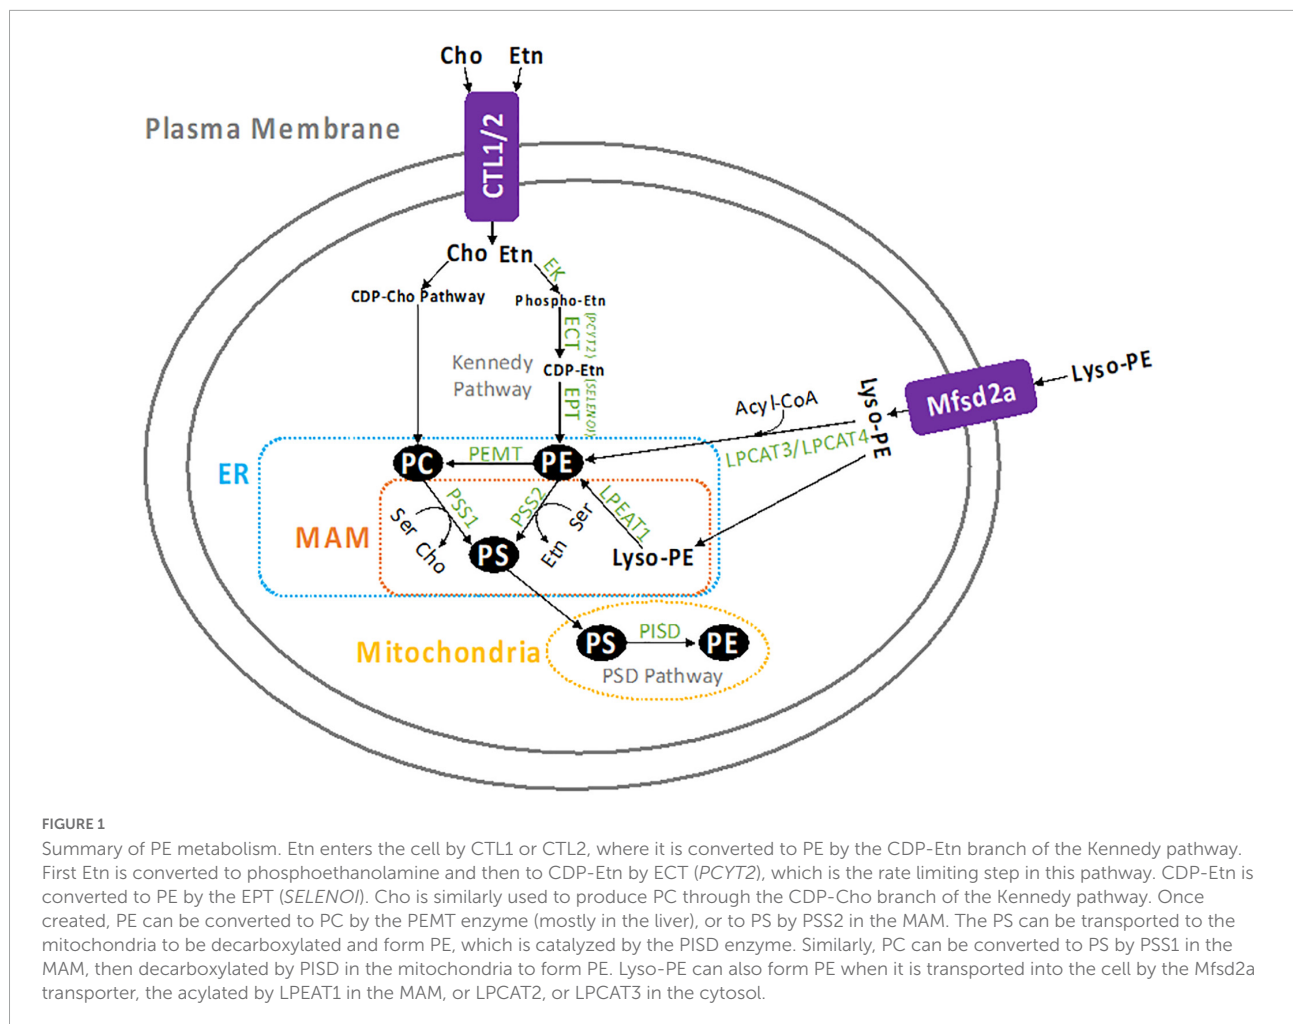 Cho Etn
Plasma Membrane
CTL1/2
Cho Etn
EK
CDP-Cho Pathway
Phospho-Etn
ECT
(PCYT2)
Kennedy
Pathway
CDP-Etn
EPT
(SELENOI)
Lyso-PE
Mfsd2a
Lyso-PE
Acyl-CoA
LPCAT3/LPCAT4
ER
PC
PEMT
PE
MAM
PSS1
Ser
Cho
PSS2
Ser
Etn
LPEAT1
PS
Lyso-PE
Mitochondria
PS
PISD
PE
PSD Pathway
FIGURE 1
Summary of PE metabolism. Etn enters the cell by CTL1 or CTL2, where it is converted to PE by the CDP-Etn branch of the Kennedy pathway.
First Etn is converted to phosphoethanolamine and then to CDP-Etn by ECT (PCYT2), which is the rate limiting step in this pathway. CDP-Etn is
converted to PE by the EPT (SELENOI). Cho is similarly used to produce PC through the CDP-Cho branch of the Kennedy pathway. Once
created, PE can be converted to PC by the PEMT enzyme (mostly in the liver), or to PS by PSS2 in the MAM. The PS can be transported to the
mitochondria to be decarboxylated and form PE, which is catalyzed by the PISD enzyme. Similarly, PC can be converted to PS by PSS1 in the
MAM, then decarboxylated by PISD in the mitochondria to form PE. Lyso-PE can also form PE when it is transported into the cell by the Mfsd2a
transporter, the acylated by LPEAT1 in the MAM, or LPCAT2, or LPCAT3 in the cytosol.